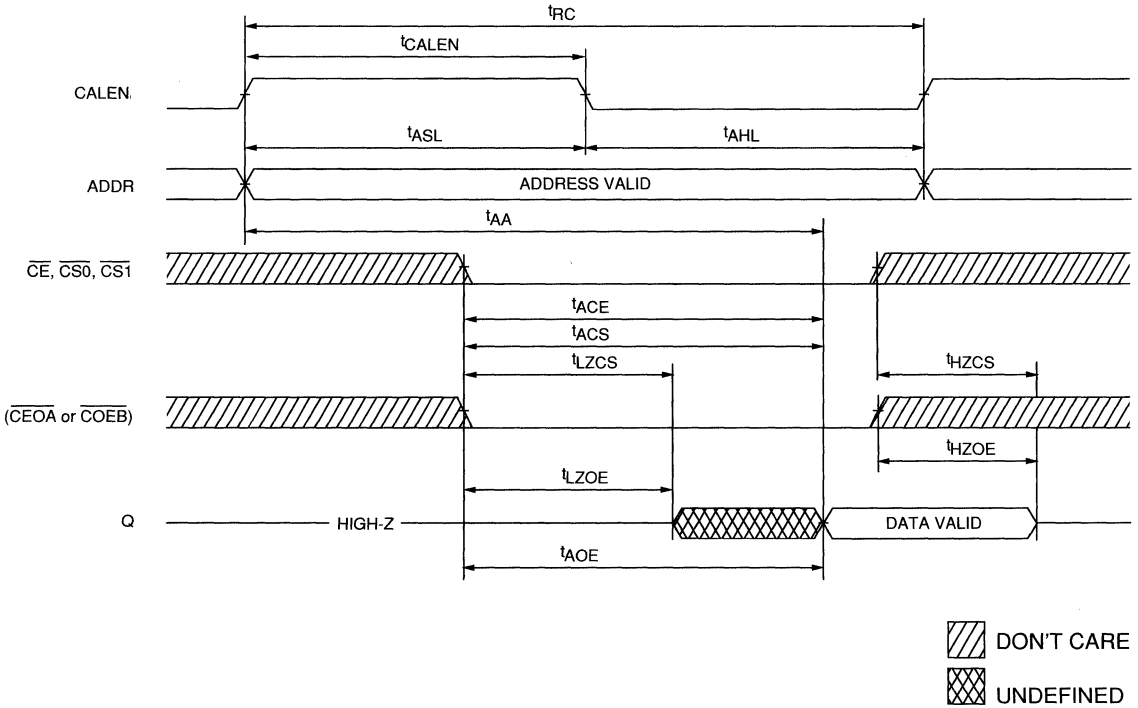 tRC
tCALEN
CALEN
tASL
tAHL
ADDR
ADDRESS VALID
tAA
CE, CS0, CS1
tACE
tACS
tLZCS
tHZCS
(CEOA or COEB)
tHZOE
tLZOE
Q
HIGH-Z
DATA VALID
tAOE
DON'T CARE
UNDEFINED